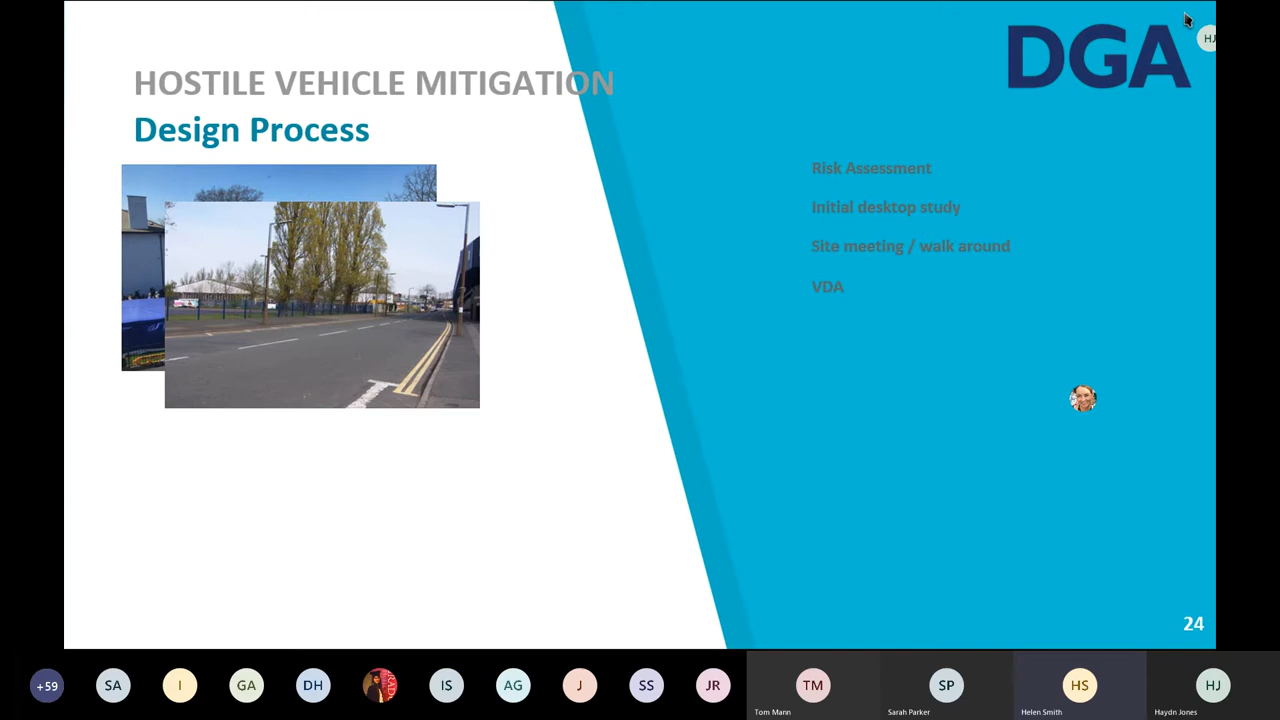 HOSTILE VEHICLE MITIGATION
Design Process
DGA
HJ
Risk Assessment
Initial desktop study
Site meeting / walk around
VDA
24
+59
SA
I
GA
DH
IS
AG
J
SS
JR
TM
SP
HS
HJ
Tom Mann
Sarah Parker
Helen Smith
Haydn Jones